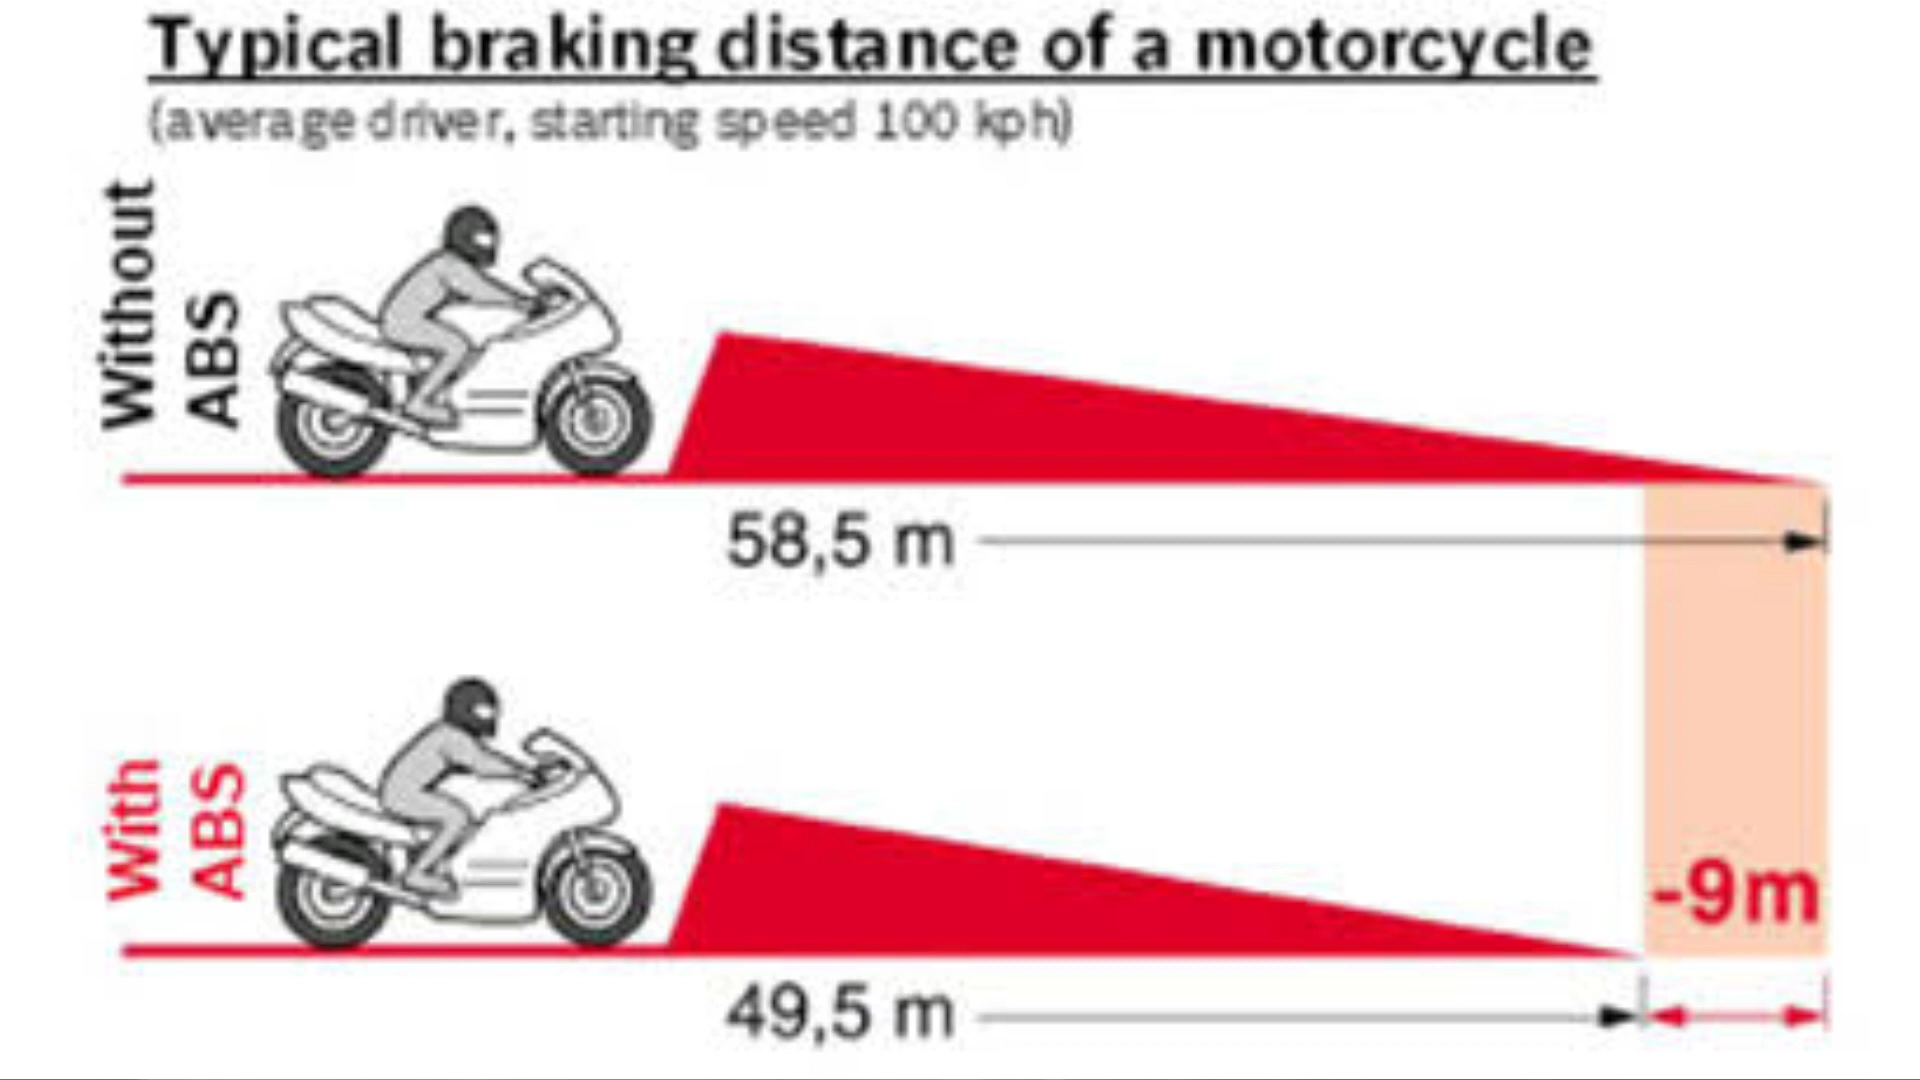 Typical braking distance of a motorcycle
(average driver, starting speed 100 kph)
Without
ABS
58,5 m
With
ABS
-9m
49,5 m